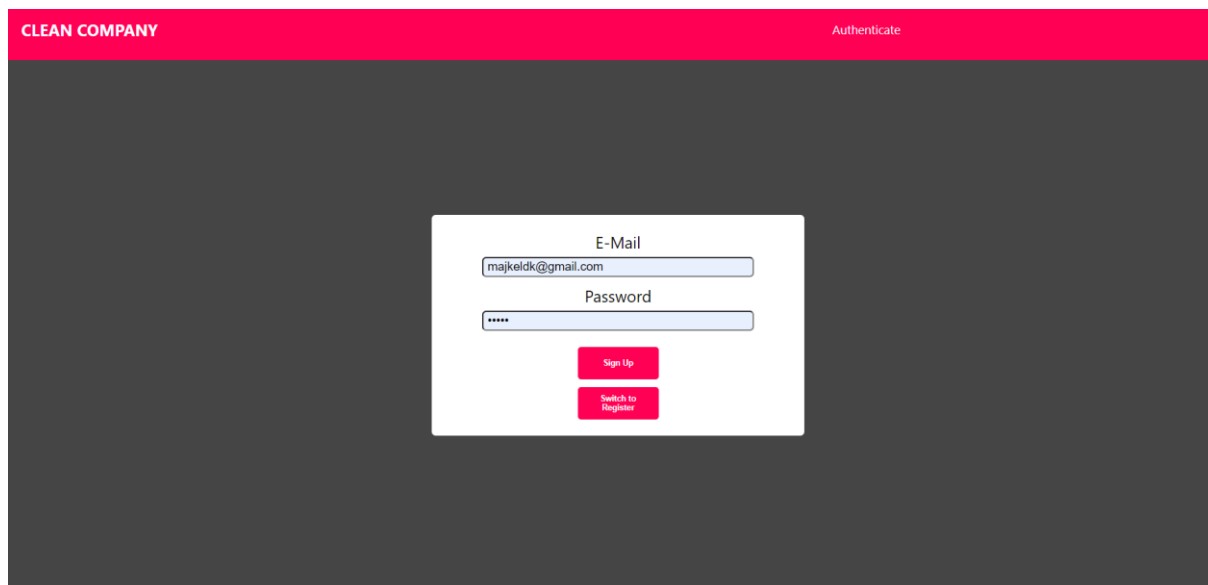 CLEAN COMPANY
Authenticate
E-Mail
majkeldk@gmail.com
Password
•••••
Sign Up
Switch to
Register